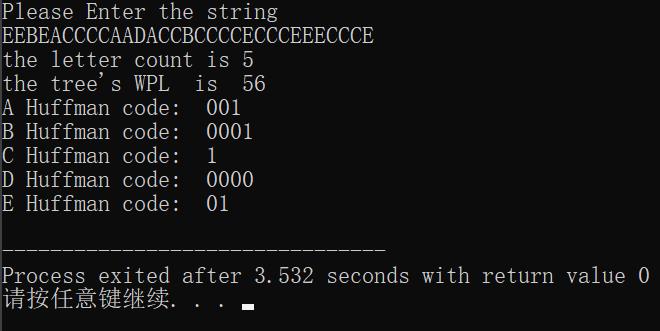 Please Enter the string
EEBEACCCCAADACCBCCCCECCCEEECCCE
the letter count is 5
the tree's WPL  is  56
A Huffman code:  001
B Huffman code:  0001
C Huffman code:  1
D Huffman code:  0000
E Huffman code:  01
--------------------------------
Process exited after 3.532 seconds with return value 0
请按任意键继续. . .